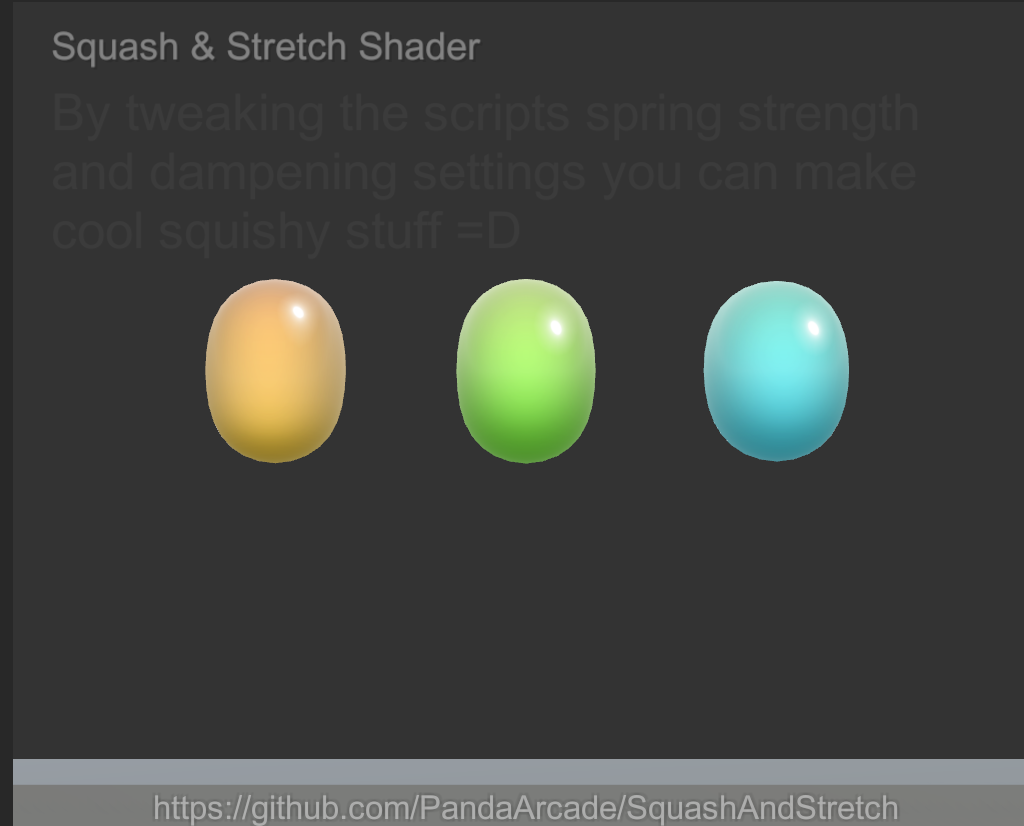 Squash & Stretch Shader
By tweaking the scripts spring strength
and dampening settings you can make
cool squishy stuff =D
https://github.com/PandaArcade/SquashAndStretch